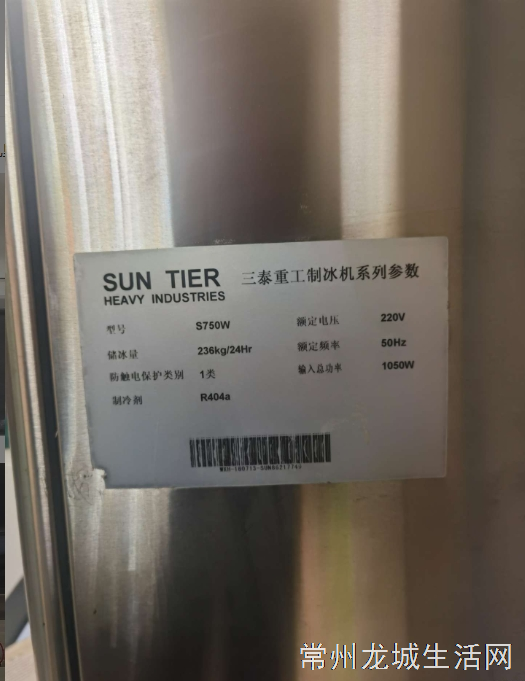 SUN TIER
HEAVY INDUSTRIES
三泰重工制冰机系列参数
型号 S750W 额定电压 220V
储冰量 236kg/24Hr 额定频率 50Hz
防触电保护类别 1类 输入总功率 1050W
制冷剂 R404a
常州龙城生活网